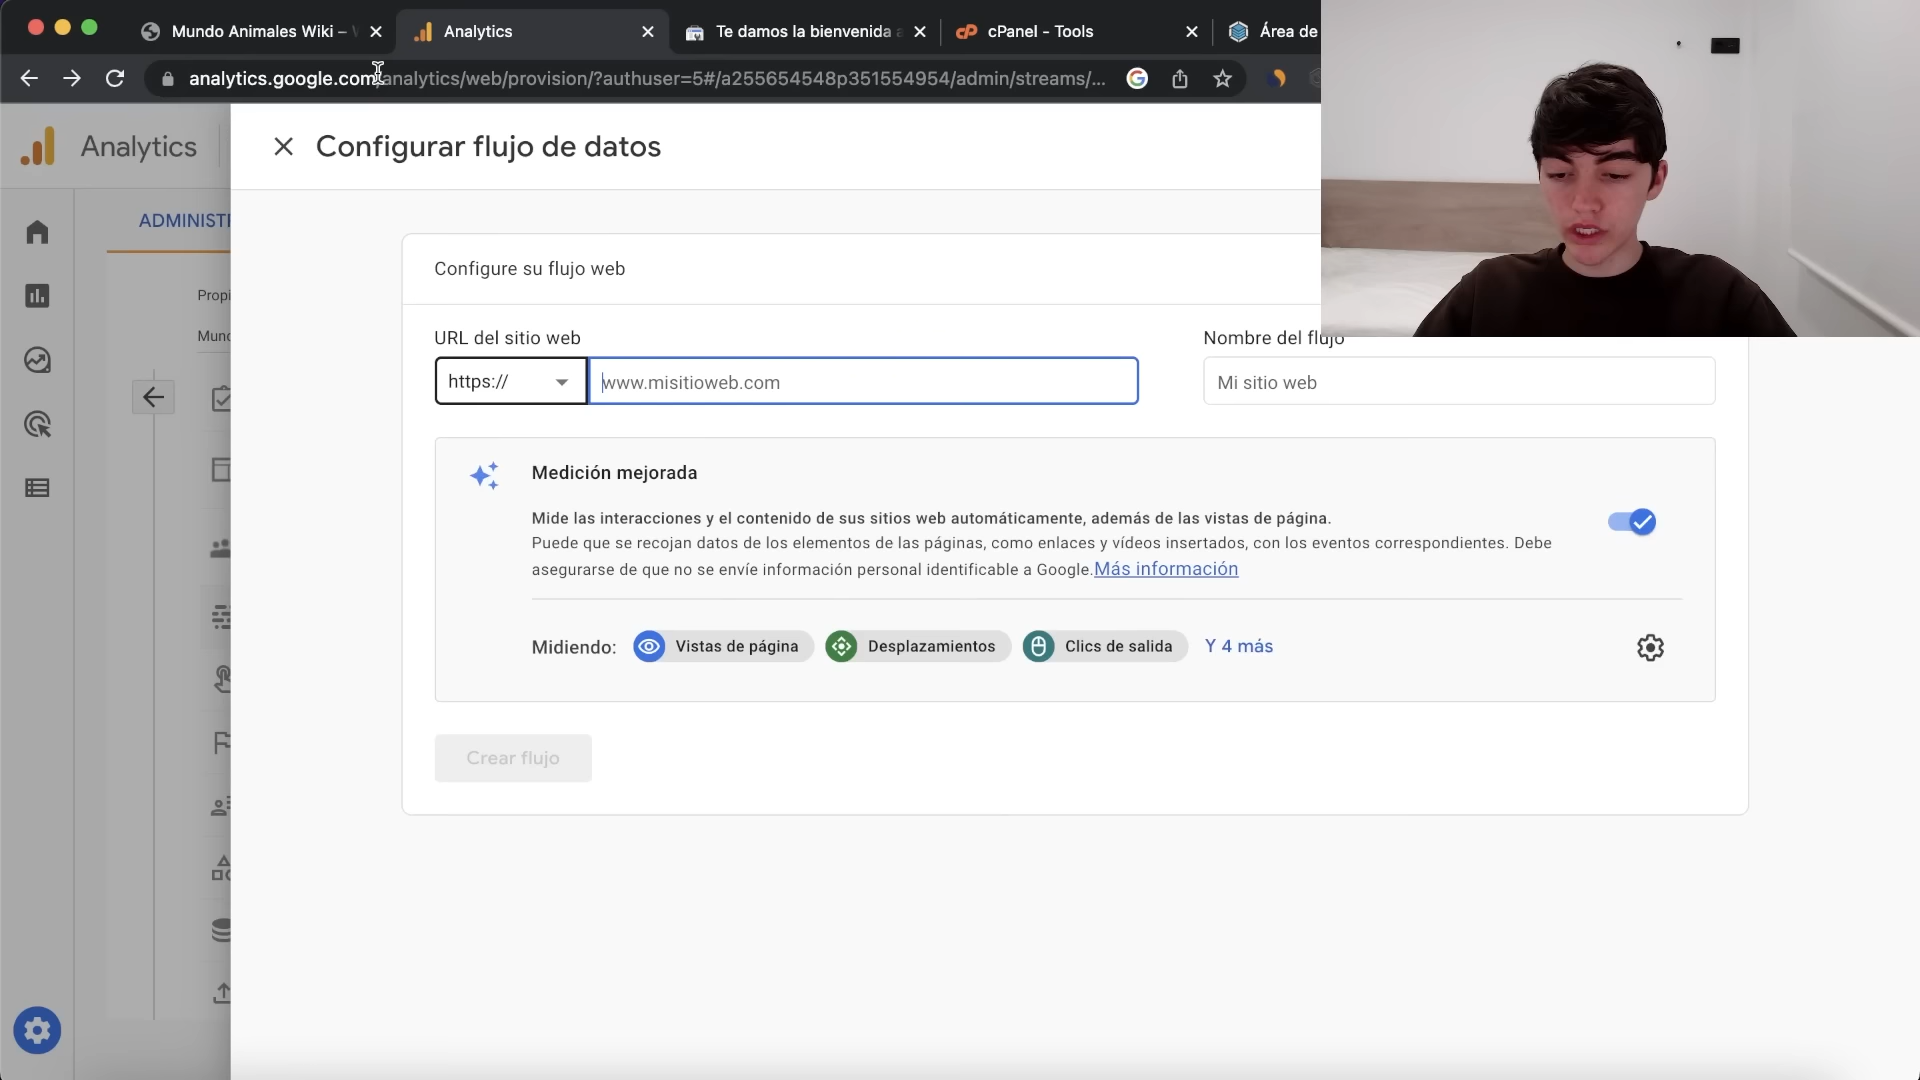 Mundo Animales Wiki –
Analytics
Te damos la bienvenida a
cPanel - Tools
Área de
analytics.google.com/analytics/web/provision/?authuser=5#/a255654548p351554954/admin/streams/...
Analytics
Configurar flujo de datos
ADMINISTR
Configure su flujo web
Propi
Mund
URL del sitio web
Nombre del flujo
https://
www.misitioweb.com
Mi sitio web
Medición mejorada
Mide las interacciones y el contenido de sus sitios web automáticamente, además de las vistas de página.
Puede que se recojan datos de los elementos de las páginas, como enlaces y vídeos insertados, con los eventos correspondientes. Debe
asegurarse de que no se envíe información personal identificable a Google.Más información
Midiendo:
Vistas de página
Desplazamientos
Clics de salida
Y 4 más
Crear flujo